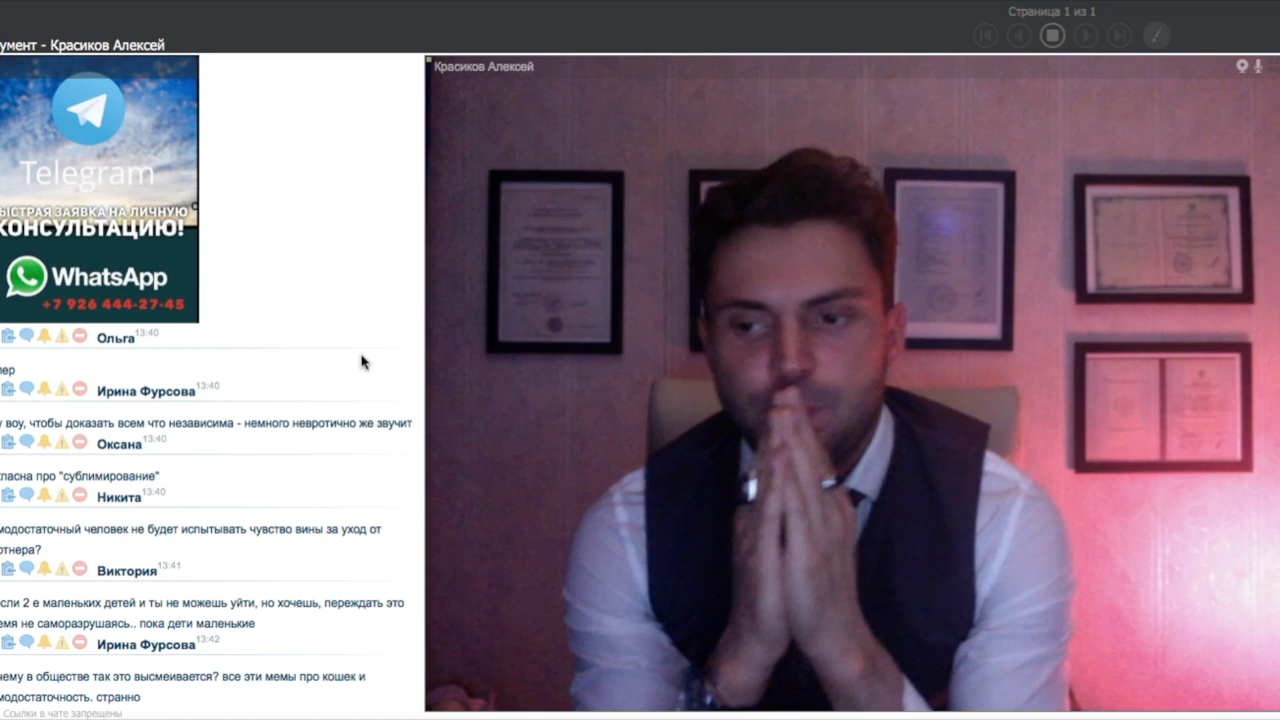 Страница 1 из 1
умент - Красиков Алексей
Telegram
ЫСТРАЯ ЗАЯВКА НА ЛИЧНУЮ
КОНСУЛЬТАЦИЮ!
WhatsApp
+7 926 444-27-45
Ольга 13:40
пер
Ирина Фурсова 13:40
у воу, чтобы доказать всем что независима - немного невротично же звучит
Оксана 13:40
гласна про "сублимирование"
Никита 13:40
модостаточный человек не будет испытывать чувство вины за уход от
отнера?
Виктория 13:41
сли 2 е маленьких детей и ты не можешь уйти, но хочешь, переждать это
емя не саморазрушаясь.. пока дети маленькие
Ирина Фурсова 13:42
чему в обществе так это высмеивается? все эти мемы про кошек и
модостаточность. странно
Ссылки в чате запрещены
Красиков Алексей